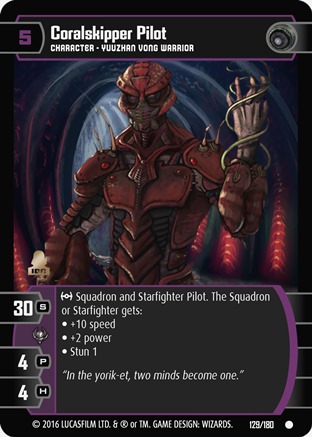 5 Coralskipper Pilot
CHARACTER • YUUZHAN VONG WARRIOR
IDC
30 S
Squadron and Starfighter Pilot. The Squadron
or Starfighter gets:
• +10 speed
• +2 power
• Stun 1
4 P
"In the yorik-et, two minds become one."
4 H
© 2016 LUCASFILM LTD. & ® or TM. GAME DESIGN: WIZARDS. 129/180